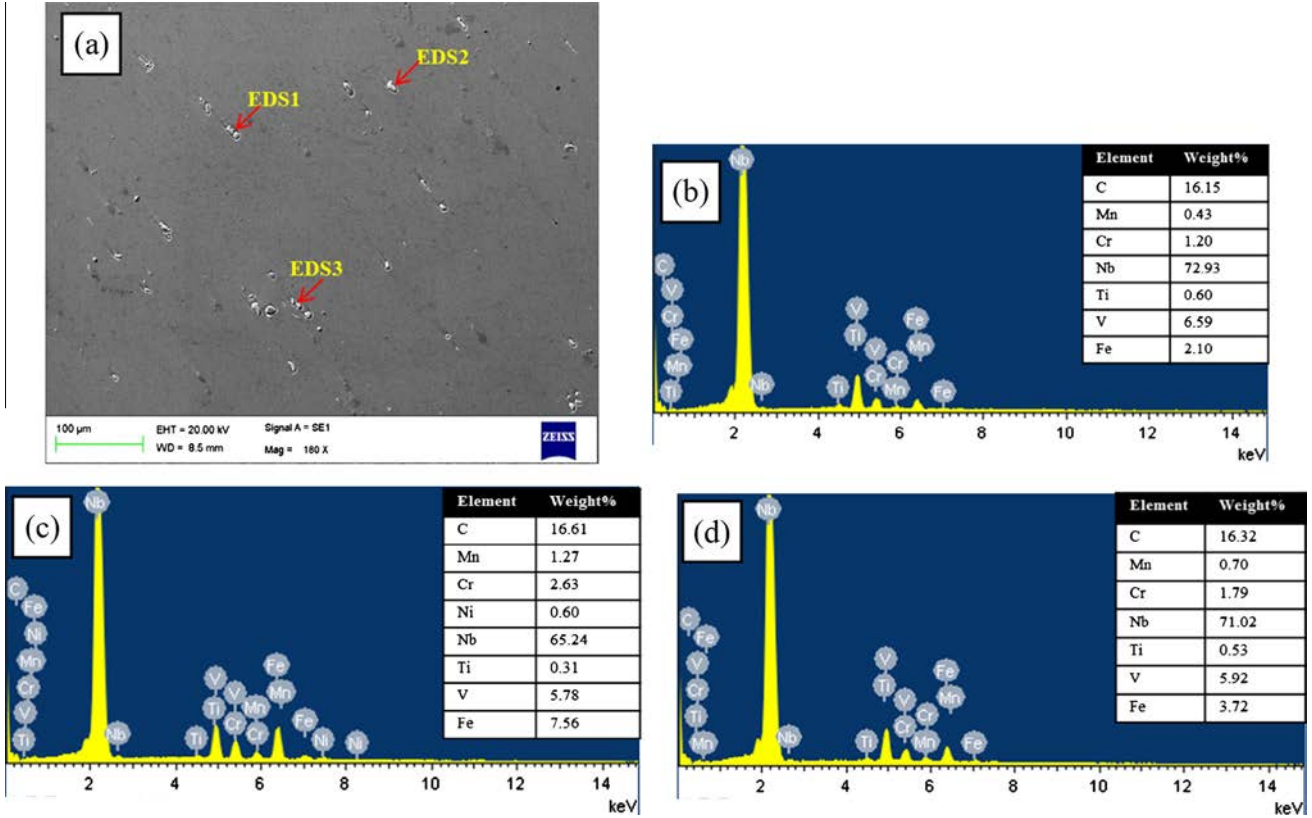 (a)
EDS2
EDS1
EDS3
100 µm
EHT = 20.00 kV
Signal A = SE1
WD = 8.5 mm
Mag = 180 X
ZEISS
(b)
Nb
C
V
Cr
Fe
Mn
Ti
Nb
Ti
V
Ti
V
Cr
Cr
Mn
Fe
Mn
Fe
2 4 6 8 10 12 14
keV
Element Weight%
C 16.15
Mn 0.43
Cr 1.20
Nb 72.93
Ti 0.60
V 6.59
Fe 2.10
(c)
Nb
C
Fe
Ni
Mn
Cr
V
Ti
Nb
Ti
V
Ti
V
Cr
Mn
Cr
Fe
Mn
Fe
Ni
Ni
2 4 6 8 10 12 14
keV
Element Weight%
C 16.61
Mn 1.27
Cr 2.63
Ni 0.60
Nb 65.24
Ti 0.31
V 5.78
Fe 7.56
(d)
Nb
C
Fe
V
Cr
Ti
Mn
Nb
Ti
V
Ti
V
Cr
Cr
Mn
Fe
Mn
Fe
2 4 6 8 10 12 14
keV
Element Weight%
C 16.32
Mn 0.70
Cr 1.79
Nb 71.02
Ti 0.53
V 5.92
Fe 3.72